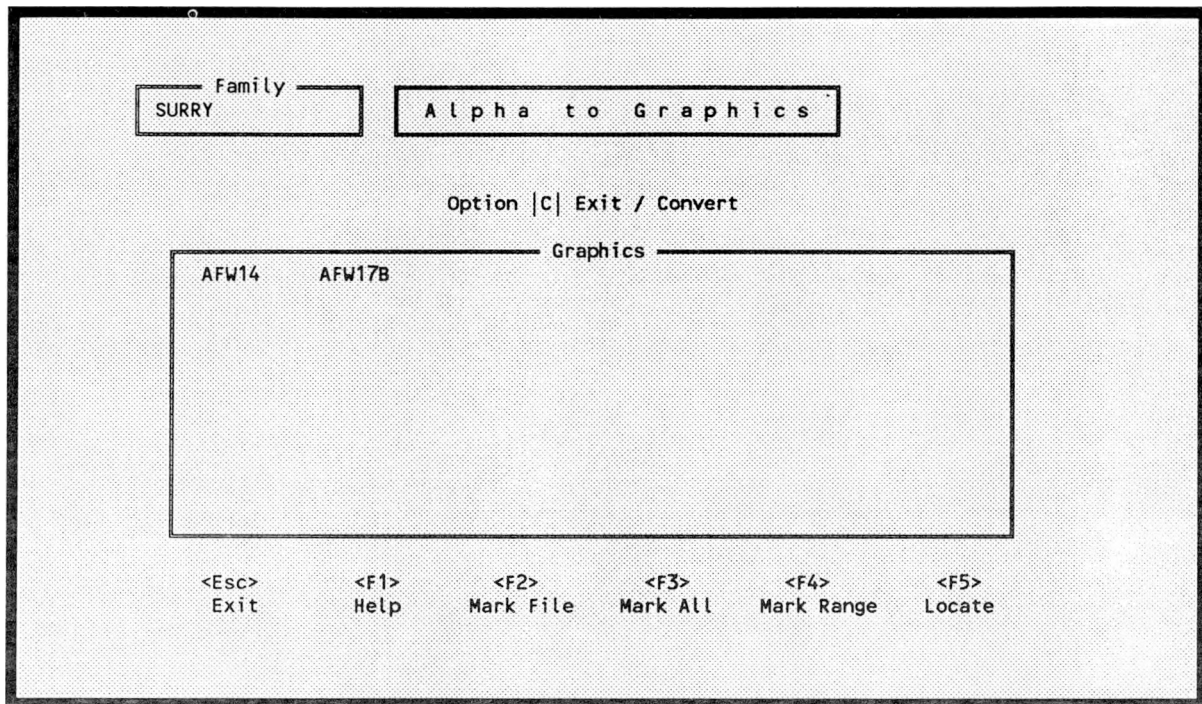 Family
SURRY
Alpha to Graphics
Option |C| Exit / Convert
Graphics
AFW14 AFW17B
<Esc> <F1> <F2> <F3> <F4> <F5>
Exit Help Mark File Mark All Mark Range Locate